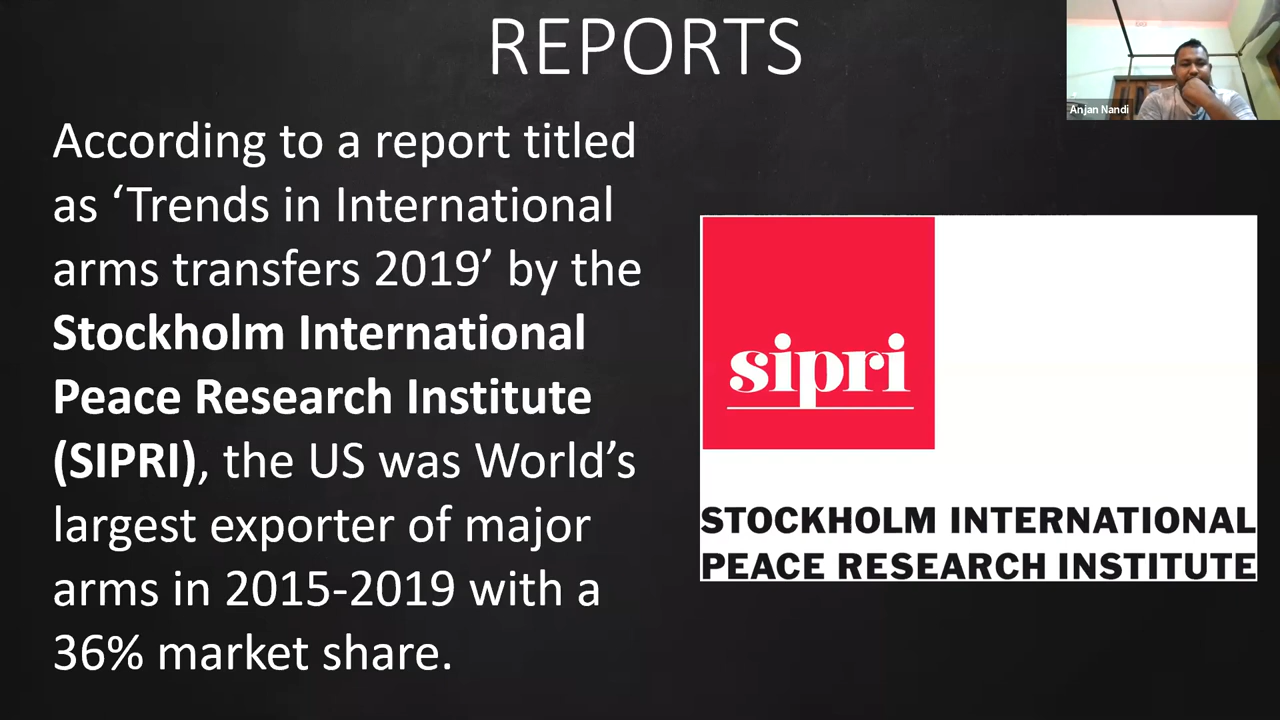 REPORTS
Anjan Nandi
According to a report titled
as ‘Trends in International
arms transfers 2019’ by the
Stockholm International
Peace Research Institute
(SIPRI), the US was World’s
largest exporter of major
arms in 2015-2019 with a
36% market share.
sipri
STOCKHOLM INTERNATIONAL
PEACE RESEARCH INSTITUTE